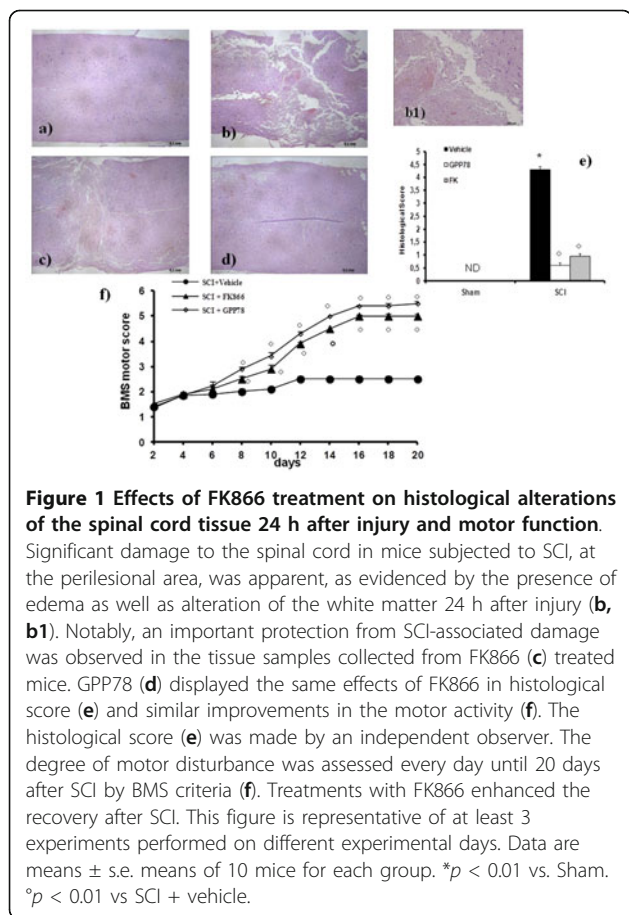 a)
b)
b1)
c)
d)
e)
Vehicle
GPP78
FK
Histological Score
5
4,5
4
3,5
3
2,5
2
1,5
1
0,5
0
*
ND
Sham
SCI
f)
SCI+Vehicle
SCI + FK866
SCI + GPP78
BMS motor score
6
5
4
3
2
1
0
2 4 6 8 10 12 14 16 18 20
days
Figure 1 Effects of FK866 treatment on histological alterations
of the spinal cord tissue 24 h after injury and motor function.
Significant damage to the spinal cord in mice subjected to SCI, at
the perilesional area, was apparent, as evidenced by the presence of
edema as well as alteration of the white matter 24 h after injury (b,
b1). Notably, an important protection from SCI-associated damage
was observed in the tissue samples collected from FK866 (c) treated
mice. GPP78 (d) displayed the same effects of FK866 in histological
score (e) and similar improvements in the motor activity (f). The
histological score (e) was made by an independent observer. The
degree of motor disturbance was assessed every day until 20 days
after SCI by BMS criteria (f). Treatments with FK866 enhanced the
recovery after SCI. This figure is representative of at least 3
experiments performed on different experimental days. Data are
means ± s.e. means of 10 mice for each group. *p < 0.01 vs. Sham.
°p < 0.01 vs SCI + vehicle.